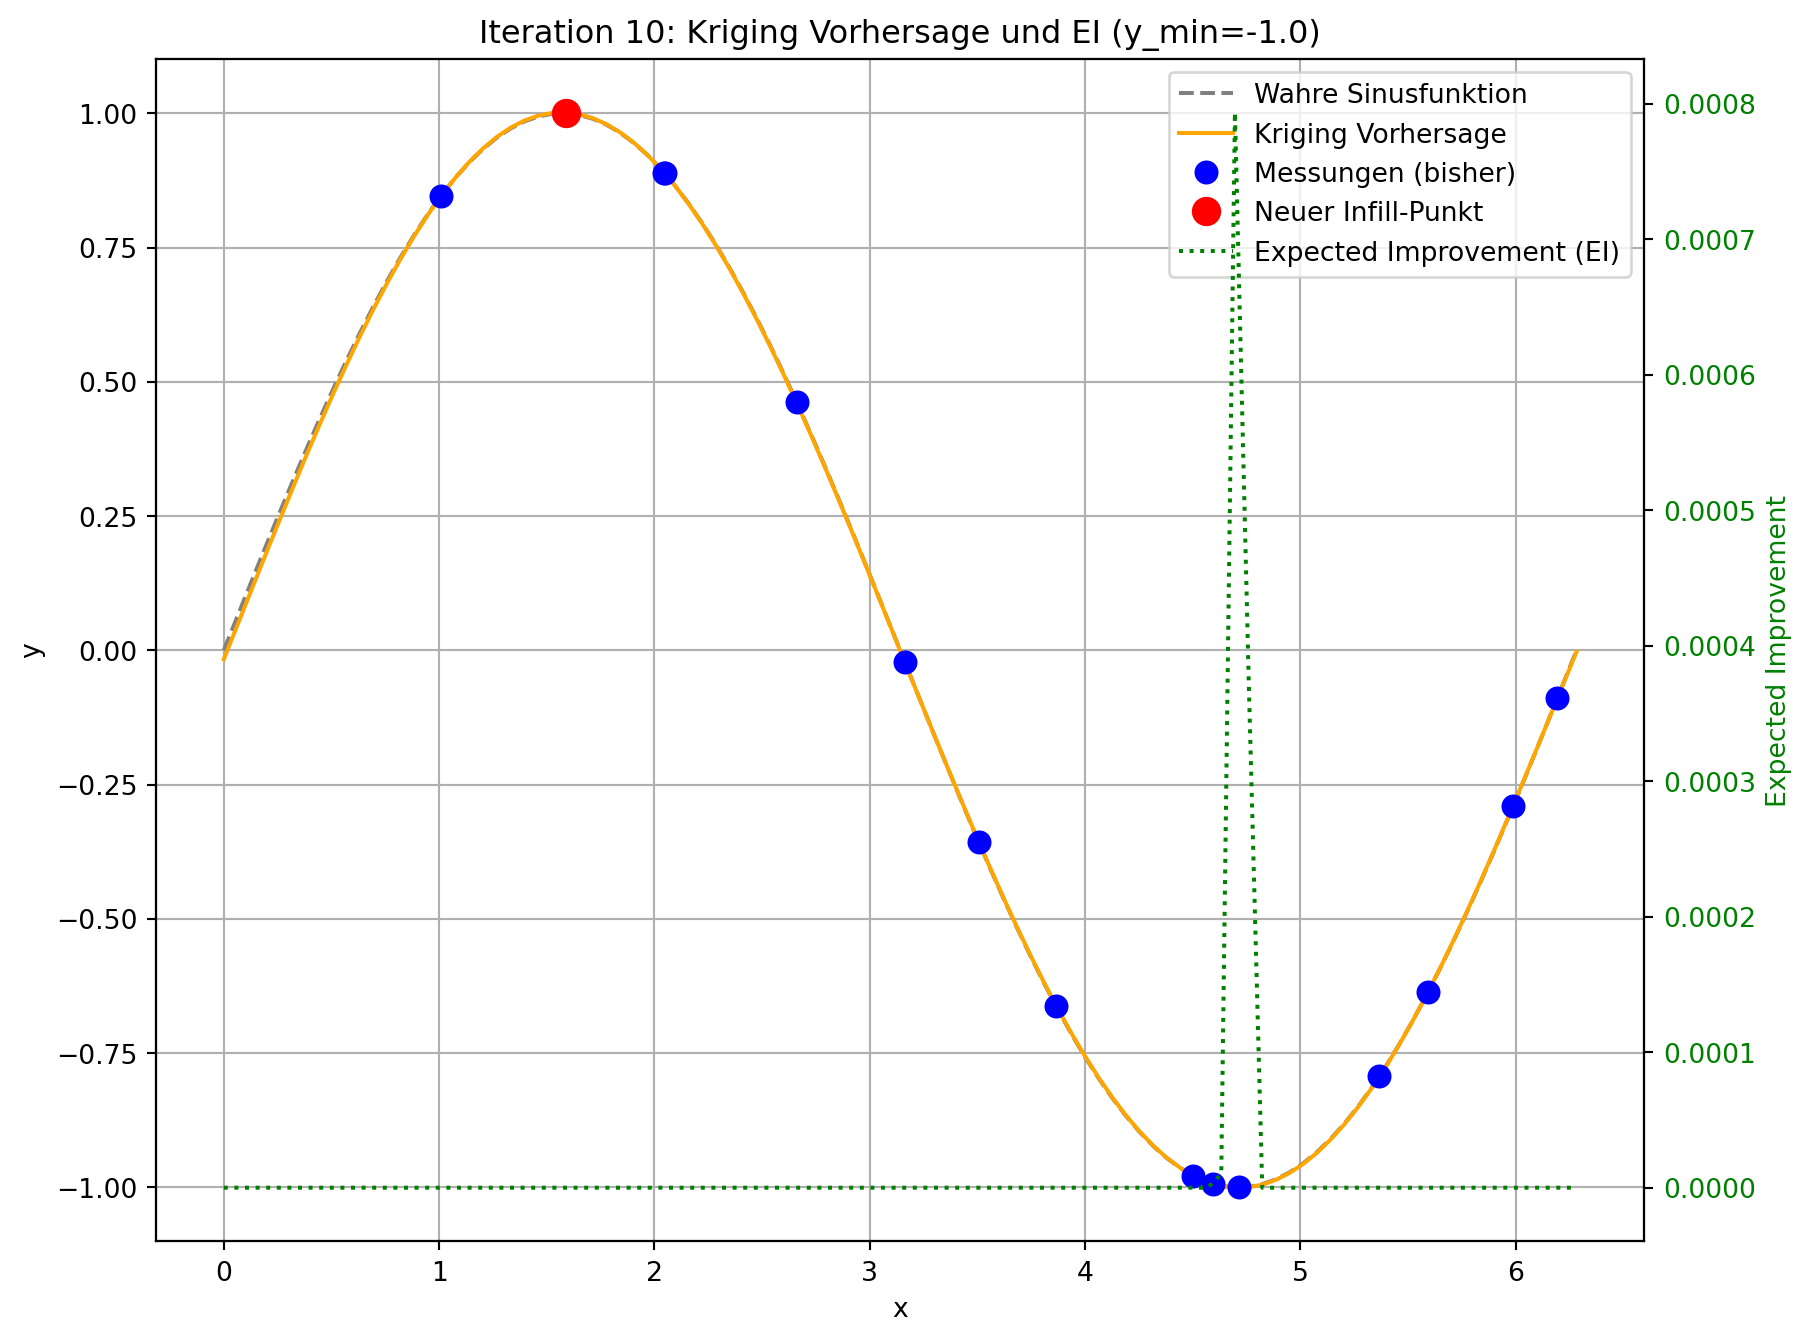 Iteration 10: Kriging Vorhersage und EI (y_min=-1.0)
Wahre Sinusfunktion
Kriging Vorhersage
Messungen (bisher)
Neuer Infill-Punkt
Expected Improvement (EI)
1.00
0.75
0.50
0.25
0.00
−0.25
−0.50
−0.75
−1.00
y
0.0008
0.0007
0.0006
0.0005
0.0004
0.0003
0.0002
0.0001
0.0000
Expected Improvement
0 1 2 3 4 5 6
x